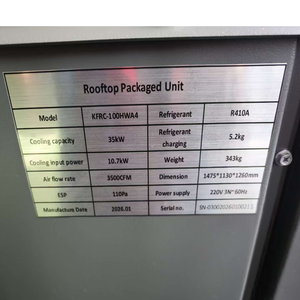 Rooftop Packaged Unit
Model KFRC-100HWA4 Refrigerant R410A
Cooling capacity 35kW Refrigerant charging 5.2kg
Cooling input power 10.7kW Weight 343kg
Air flow rate 3500CFM Dimension 1475*1130*1260mm
ESP 110Pa Power supply 220V 3N~60Hz
Manufacture Date 2026.01 Serial no.